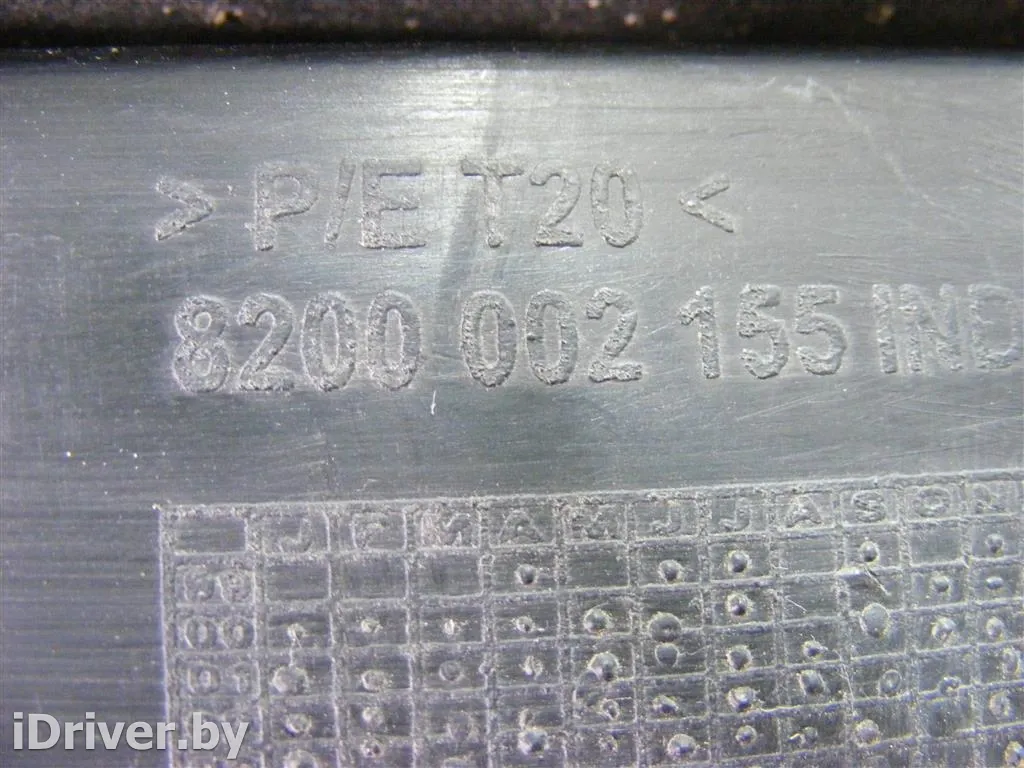 > P/E T20 <
8200 002 155 IND
J F M A M J J A S O N
99
00
01
iDriver.by